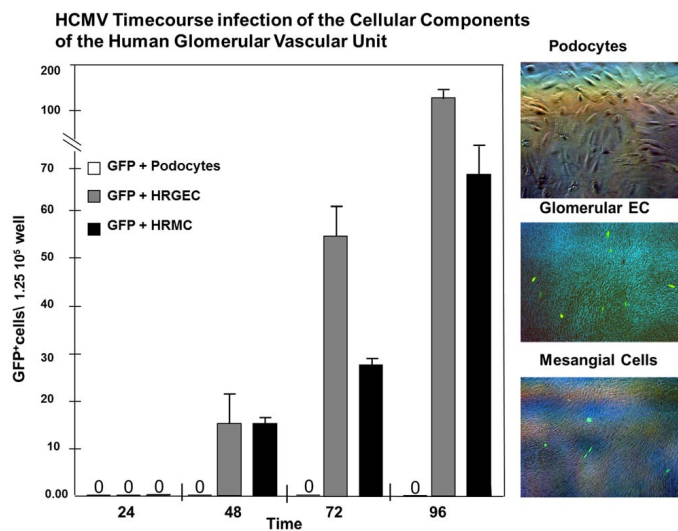 HCMV Timecourse infection of the Cellular Components
of the Human Glomerular Vascular Unit
200
100
70
60
50
40
30
20
10
0.00
GFP⁺cells\ 1.25 10⁵ well
GFP + Podocytes
GFP + HRGEC
GFP + HRMC
0 0 0 0 0 0
24 48 72 96
Time
Podocytes
Glomerular EC
Mesangial Cells